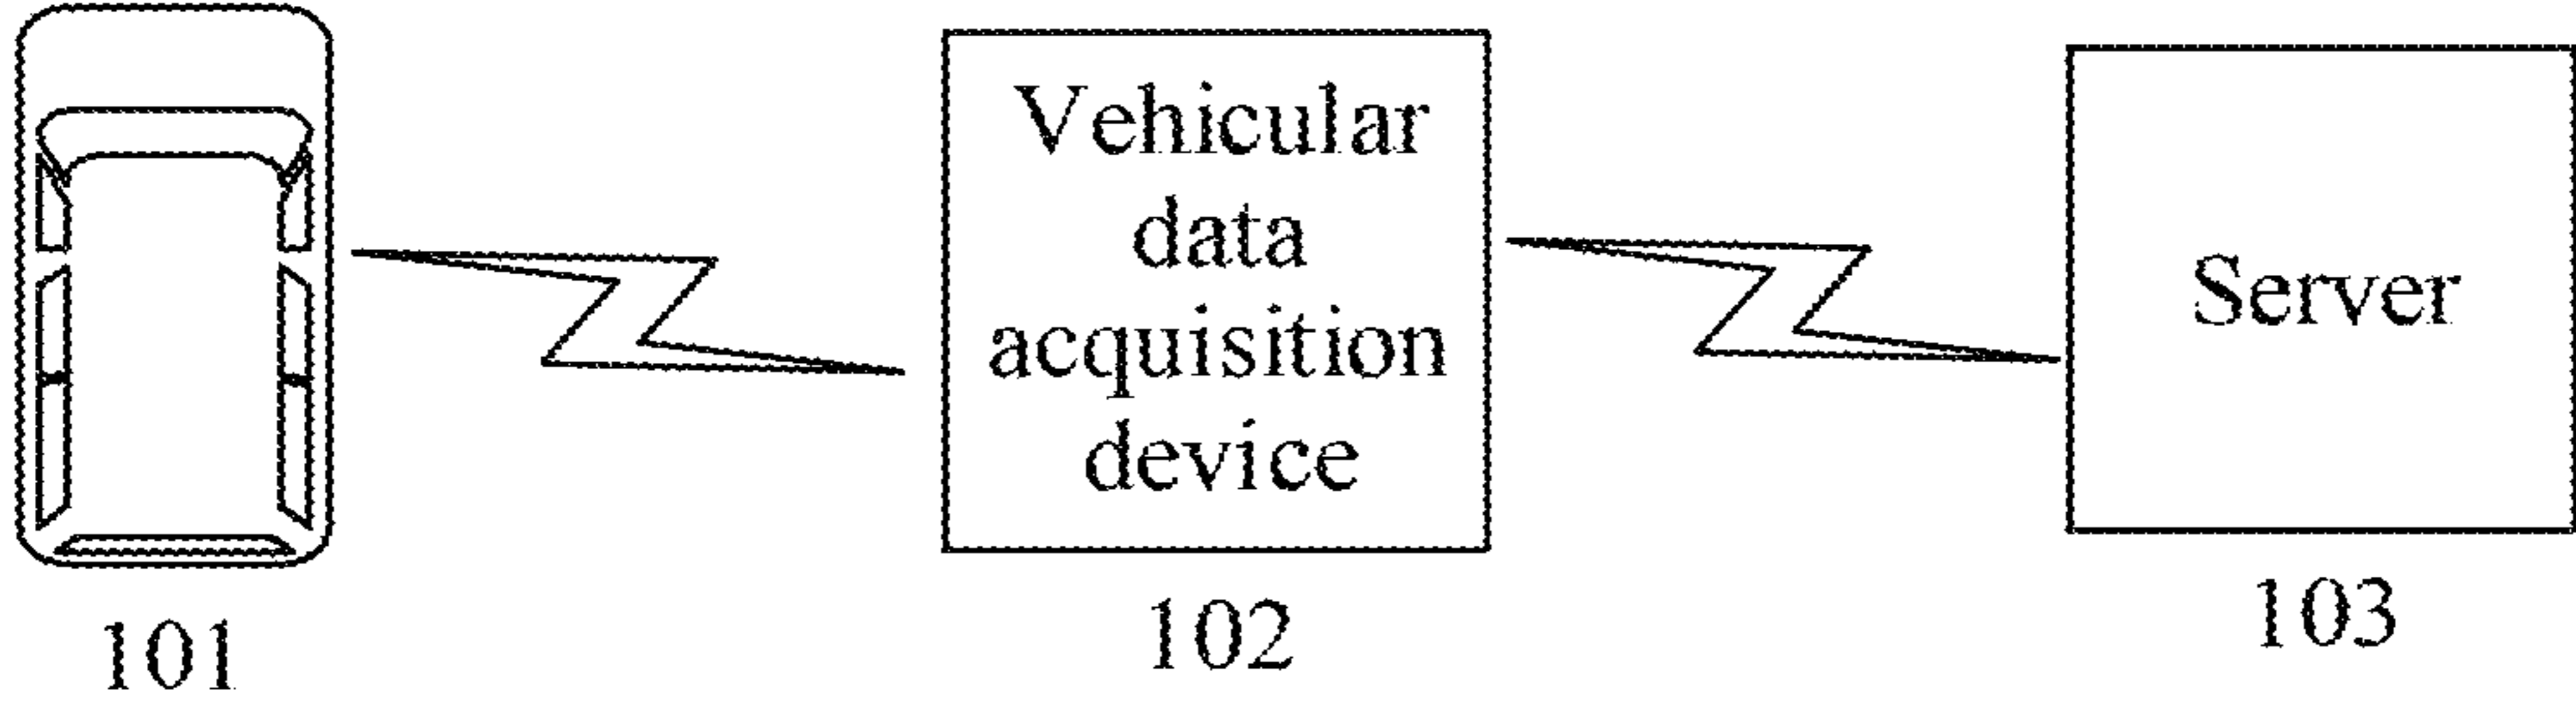 Vehicular
data
acquisition
device
Server
101
102
103